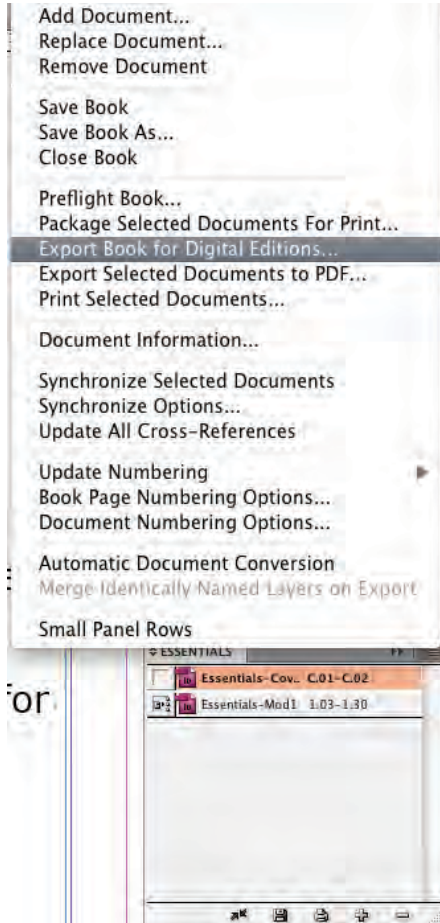 Add Document...
Replace Document...
Remove Document
Save Book
Save Book As...
Close Book
Preflight Book...
Package Selected Documents For Print...
Export Book for Digital Editions...
Export Selected Documents to PDF...
Print Selected Documents...
Document Information...
Synchronize Selected Documents
Synchronize Options...
Update All Cross-References
Update Numbering
Book Page Numbering Options...
Document Numbering Options...
Automatic Document Conversion
Merge Identically Named Layers on Export
Small Panel Rows
ESSENTIALS
Essentials-Cov.. C.01-C.02
for
Essentials-Mod1 1.03-1.30